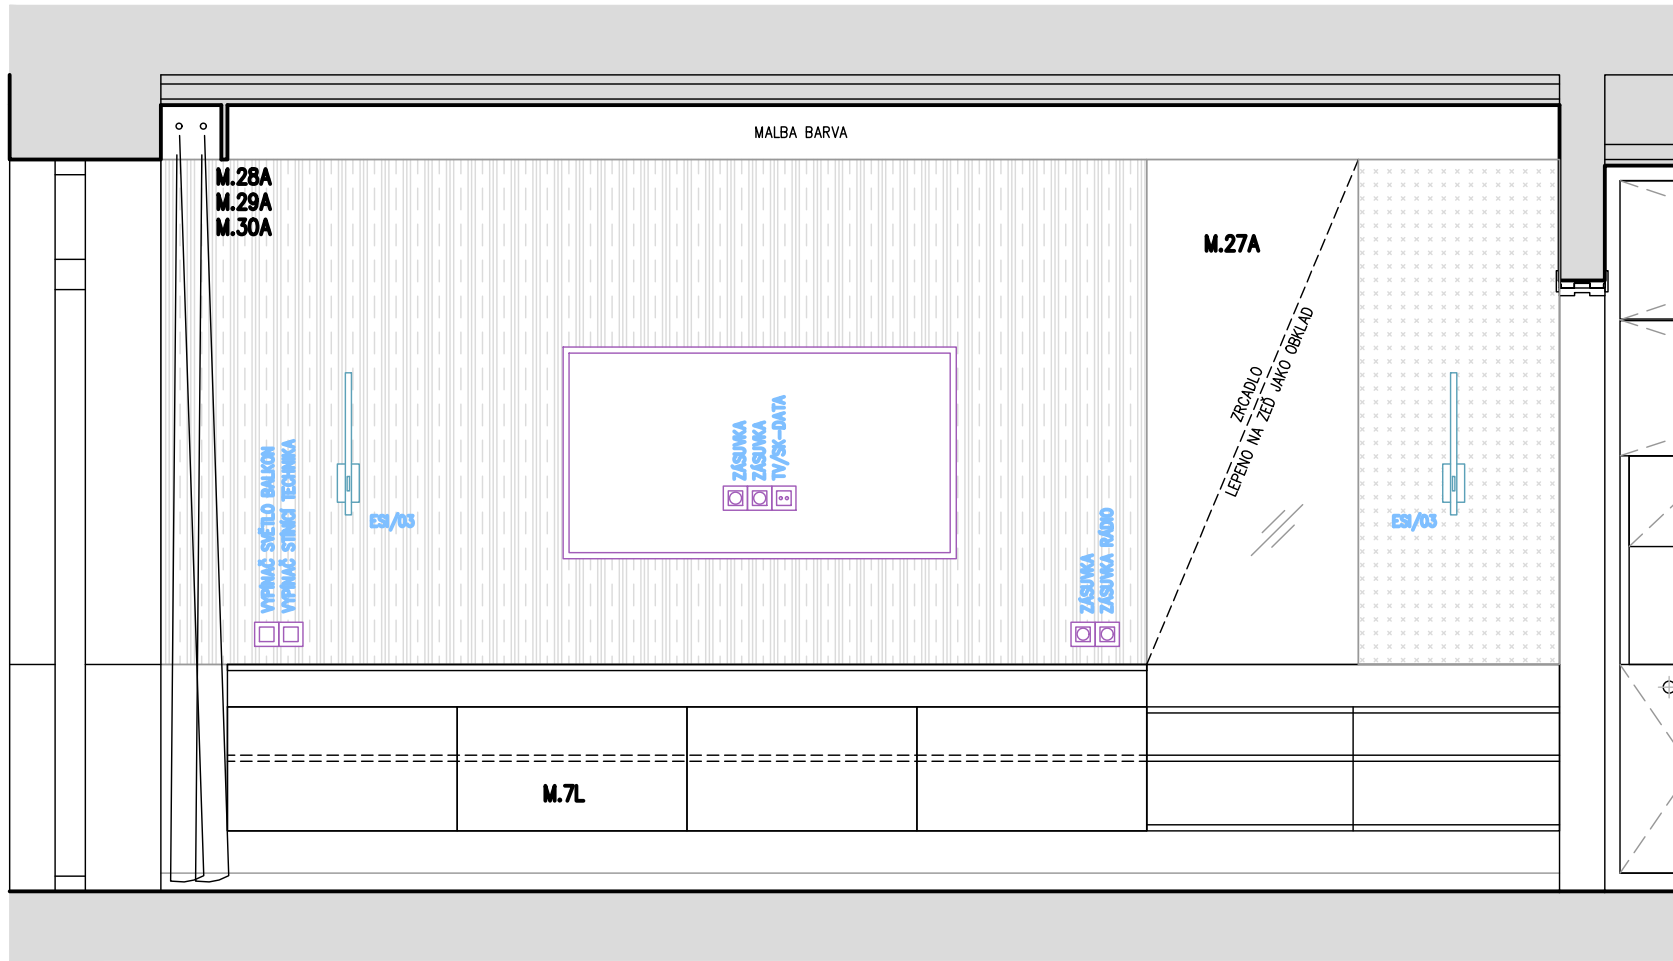 MALBA BARVA
M.28A
M.29A
M.30A
M.27A
ZRCADLO
LEPENO NA ZEĎ JAKO OBKLAD
ZÁSUVKA
ZÁSUVKA
TV/SK-DATA
VYPÍNAČ SVĚTLO BALKON
VYPÍNAČ STÍNÍCÍ TECHNIKA
ESI/03
ESI/03
ZÁSUVKA
ZÁSUVKA RÁDIO
M.7L